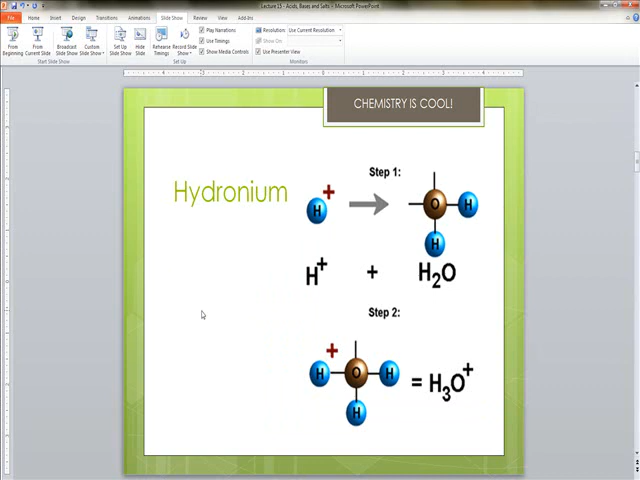 Lecture 15 - Acids, Bases and Salts - Microsoft PowerPoint
File Home Insert Design Transitions Animations Slide Show Review View Add-Ins
From Beginning
From Current Slide
Broadcast Slide Show
Custom Slide Show
Start Slide Show
Set Up Slide Show
Hide Slide
Rehearse Timings
Record Slide Show
Play Narrations
Use Timings
Show Media Controls
Set Up
Resolution: Use Current Resolution
Show On:
Use Presenter View
Monitors
CHEMISTRY IS COOL!
Hydronium
Step 1:
H + O H
H
H+ + H2O
Step 2:
+
H O H
H
= H3O+